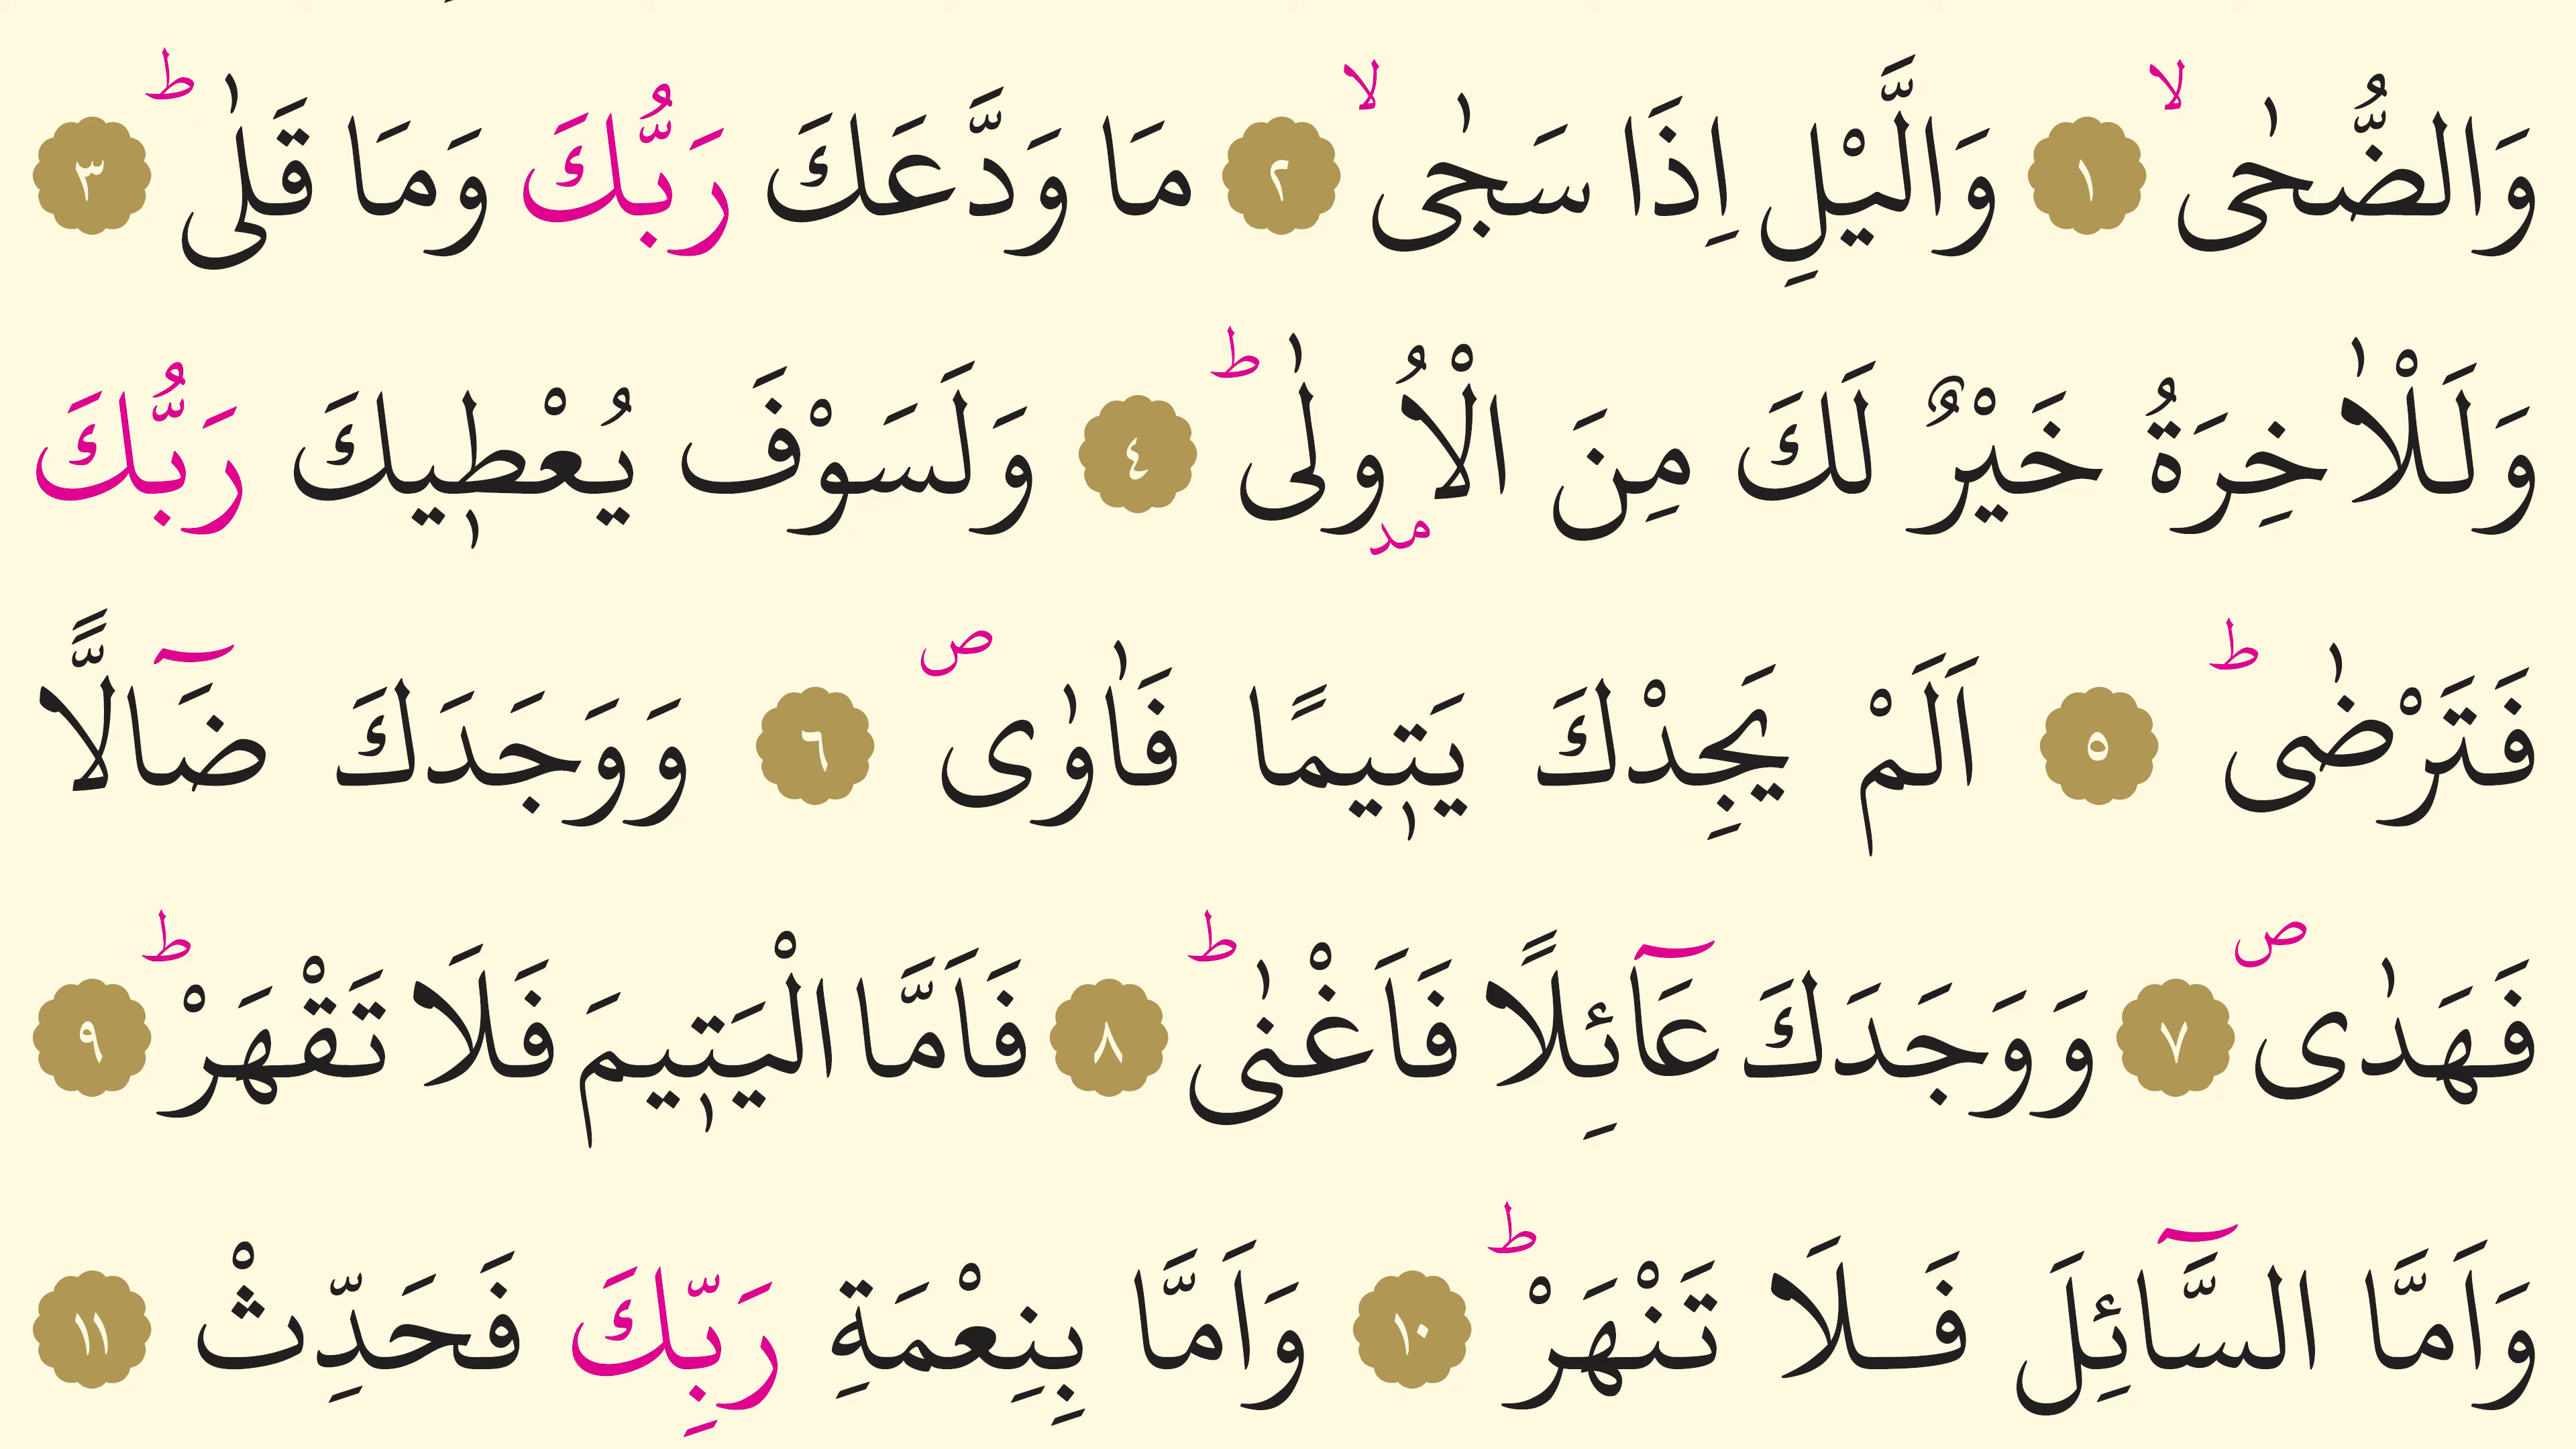 وَالضُّحٰىۙ ﴿١﴾ وَالَّيْلِ اِذَا سَجٰىۙ ﴿٢﴾ مَا وَدَّعَكَ رَبُّكَ وَمَا قَلٰىؕ ﴿٣﴾
وَلَلْاٰخِرَةُ خَيْرٌ لَكَ مِنَ الْاُو۫لٰىؕ ﴿٤﴾ وَلَسَوْفَ يُعْطٖيكَ رَبُّكَ
فَتَرْضٰىؕ ﴿٥﴾ اَلَمْ يَجِدْكَ يَتٖيمًا فَاٰوٰىۖ ﴿٦﴾ وَوَجَدَكَ ضَٓالًّا
فَهَدٰىۖ ﴿٧﴾ وَوَجَدَكَ عَٓائِلًا فَاَغْنٰىؕ ﴿٨﴾ فَاَمَّا الْيَتٖيمَ فَلَا تَقْهَرْؕ ﴿٩﴾
وَاَمَّا السَّٓائِلَ فَـلَا تَنْهَرْؕ ﴿١٠﴾ وَاَمَّا بِنِعْمَةِ رَبِّكَ فَحَدِّثْ ﴿١١﴾